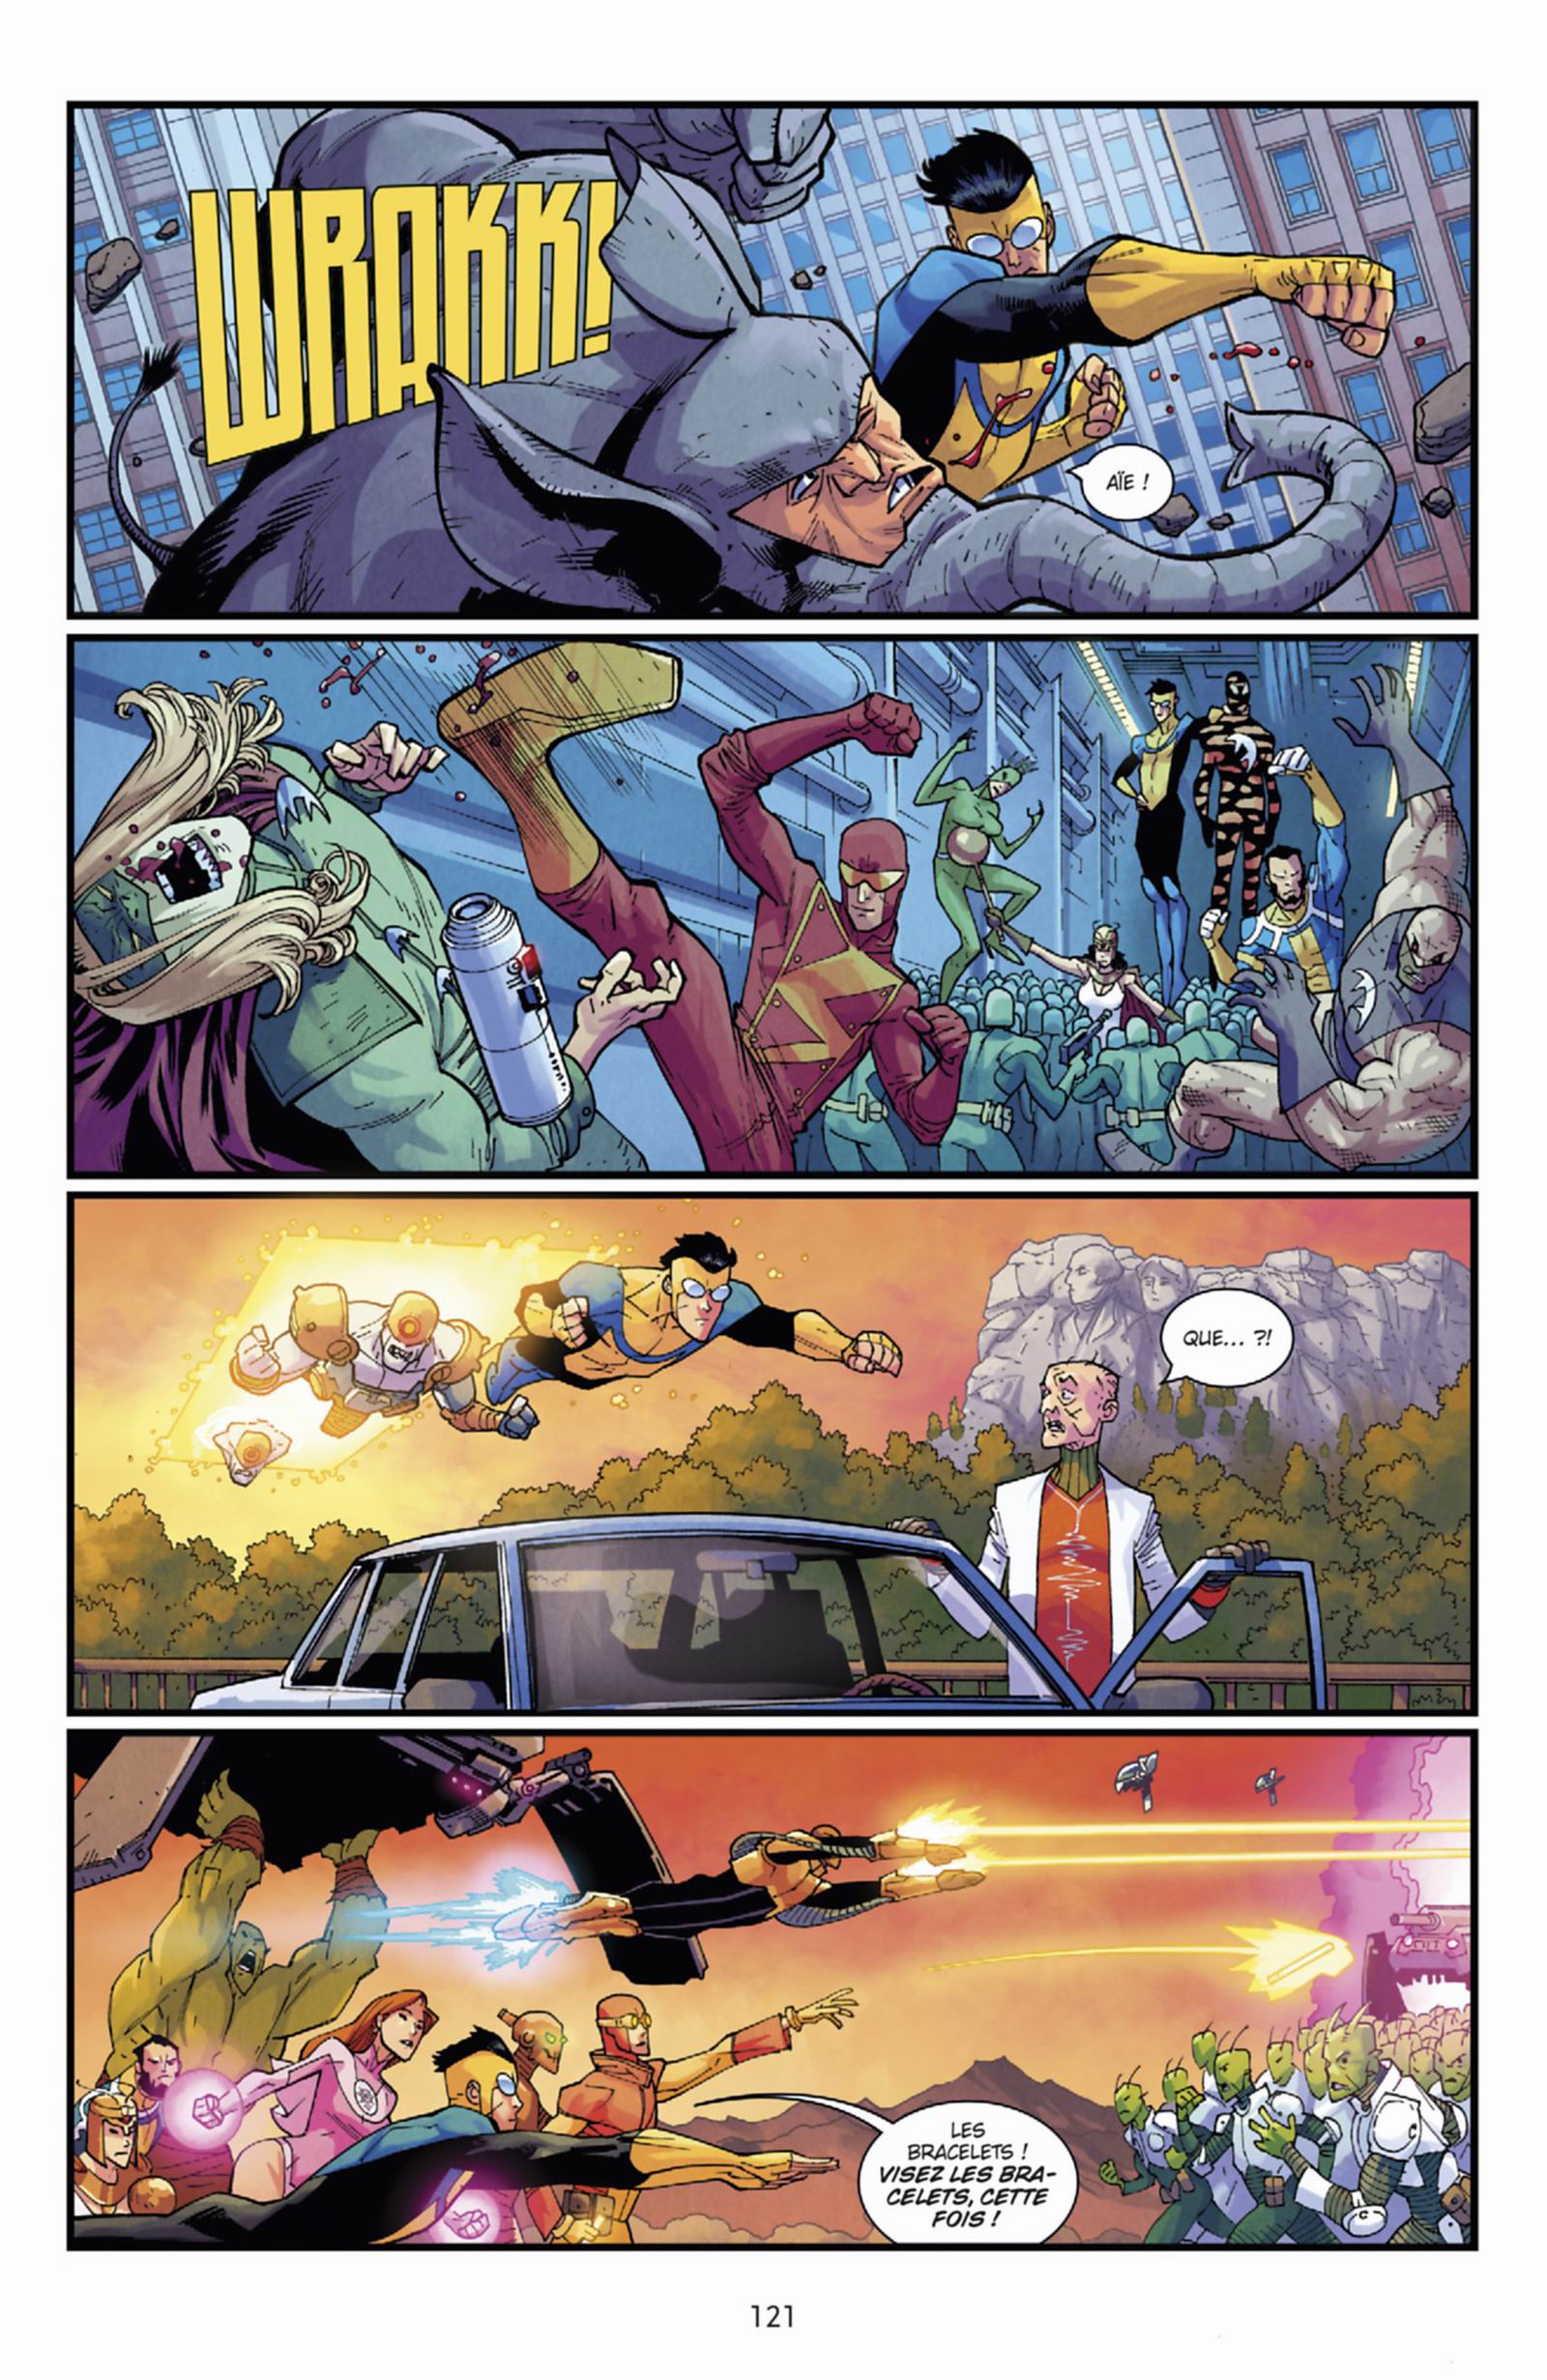 WRAKK!
AÏE !
QUE... ?!
LES
BRACELETS !
VISEZ LES BRA-
CELETS, CETTE
FOIS !
121